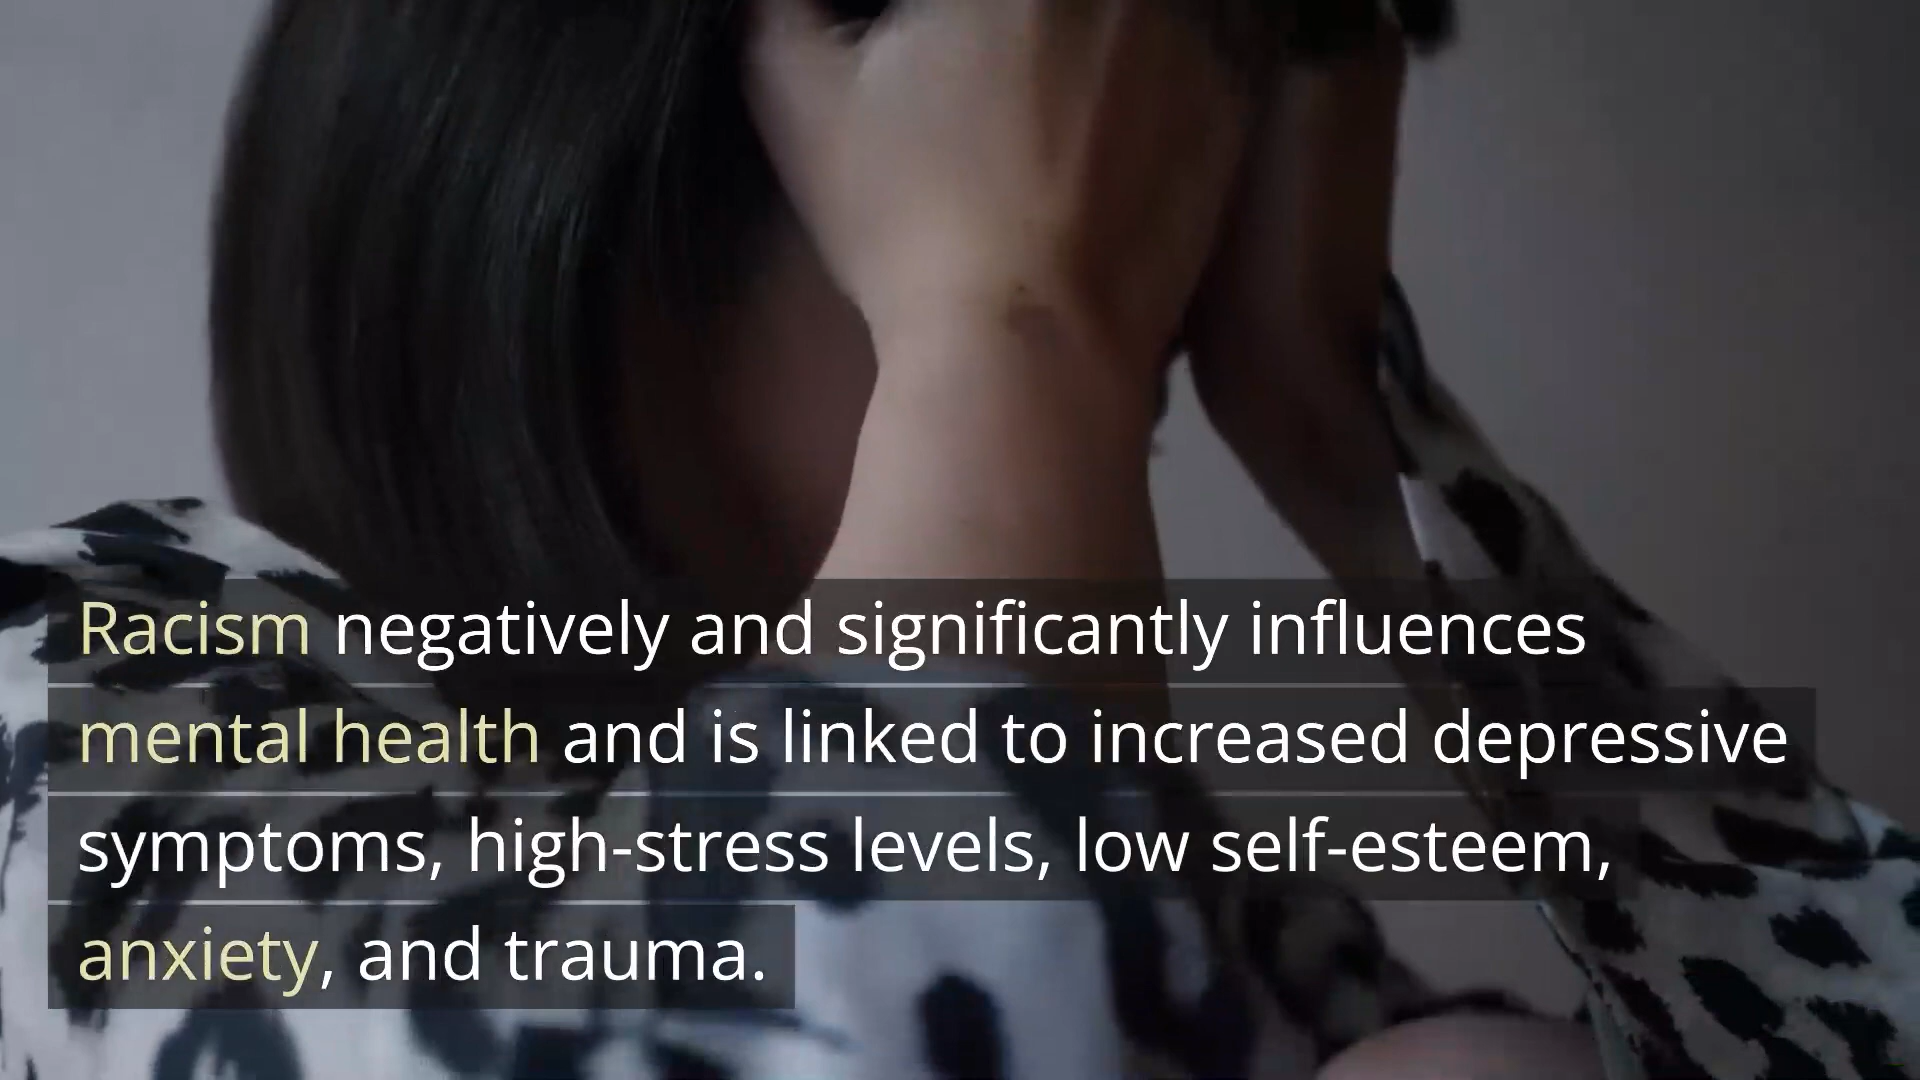 Racism negatively and significantly influences
mental health and is linked to increased depressive
symptoms, high-stress levels, low self-esteem,
anxiety, and trauma.